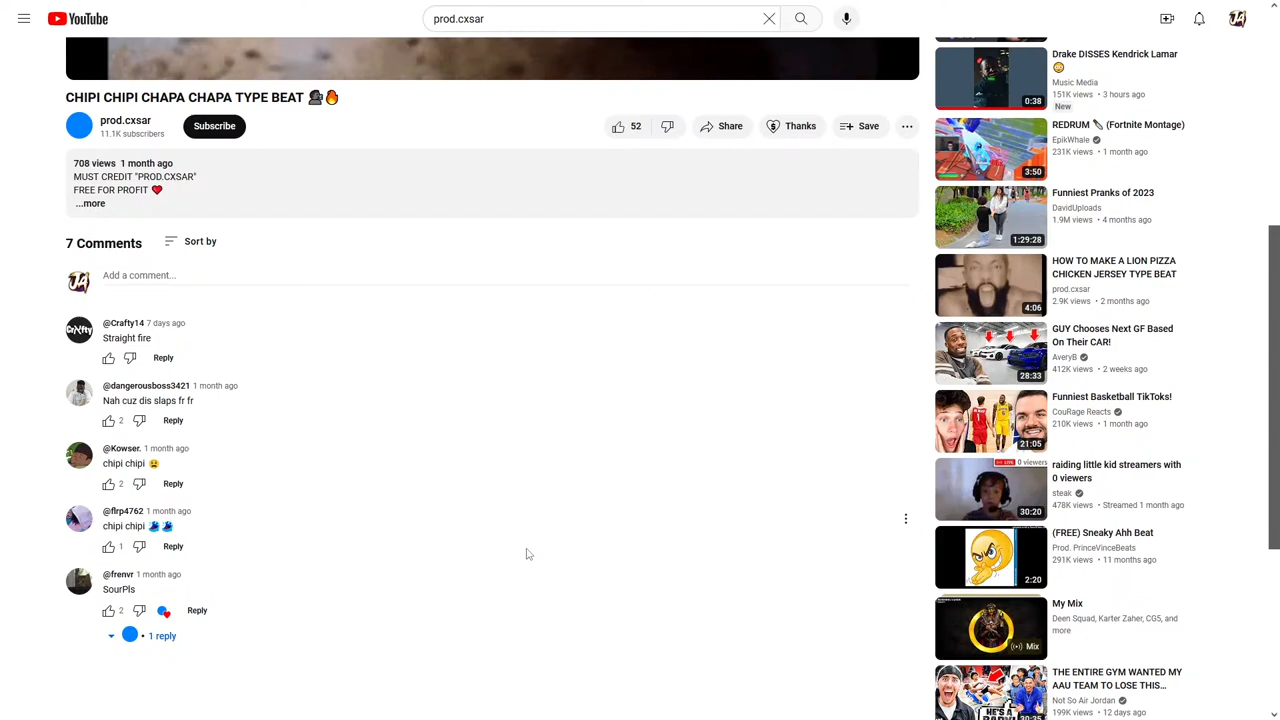 YouTube
prod.cxsar
CHIPI CHIPI CHAPA CHAPA TYPE BEAT 🗿🔥
prod.cxsar
11.1K subscribers
Subscribe
52
Share
Thanks
Save
708 views 1 month ago
MUST CREDIT "PROD.CXSAR"
FREE FOR PROFIT ❤️
...more
7 Comments
Sort by
Add a comment...
@Crafty14 7 days ago
Straight fire
Reply
@dangerousboss3421 1 month ago
Nah cuz dis slaps fr fr
2
Reply
@Kowser. 1 month ago
chipi chipi 😫
2
Reply
@flrp4762 1 month ago
chipi chipi
1
Reply
@frenvr 1 month ago
SourPls
2
Reply
• 1 reply
Drake DISSES Kendrick Lamar
😳
Music Media
151K views • 3 hours ago
New
0:38
REDRUM 🔪 (Fortnite Montage)
EpikWhale
231K views • 1 month ago
3:50
Funniest Pranks of 2023
DavidUploads
1.9M views • 4 months ago
1:29:28
HOW TO MAKE A LION PIZZA
CHICKEN JERSEY TYPE BEAT
prod.cxsar
2.9K views • 2 months ago
4:06
GUY Chooses Next GF Based
On Their CAR!
AveryB
412K views • 2 weeks ago
28:33
Funniest Basketball TikToks!
CouRage Reacts
210K views • 1 month ago
21:05
LIVE 0 viewers
raiding little kid streamers with
0 viewers
steak
478K views • Streamed 1 month ago
30:20
(FREE) Sneaky Ahh Beat
Prod. PrinceVinceBeats
291K views • 11 months ago
2:20
My Mix
Deen Squad, Karter Zaher, CG5, and
more
Mix
THE ENTIRE GYM WANTED MY
AAU TEAM TO LOSE THIS...
Not So Air Jordan
199K views • 12 days ago
HE'S A